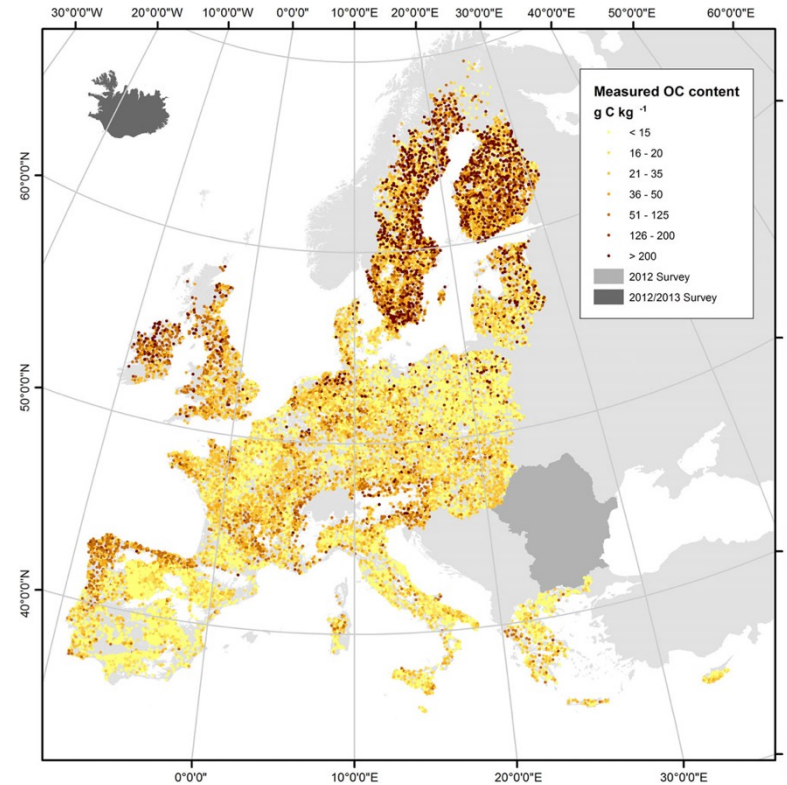 30°0'0"W 20°0'0"W 10°0'0"W 0°0'0" 10°0'0"E 20°0'0"E 30°0'0"E 40°0'0"E 50°0'0"E 60°0'0"E
Measured OC content
g C kg -1
< 15
16 - 20
21 - 35
36 - 50
51 - 125
126 - 200
> 200
2012 Survey
2012/2013 Survey
60°0'0"N
50°0'0"N
40°0'0"N
0°0'0" 10°0'0"E 20°0'0"E 30°0'0"E